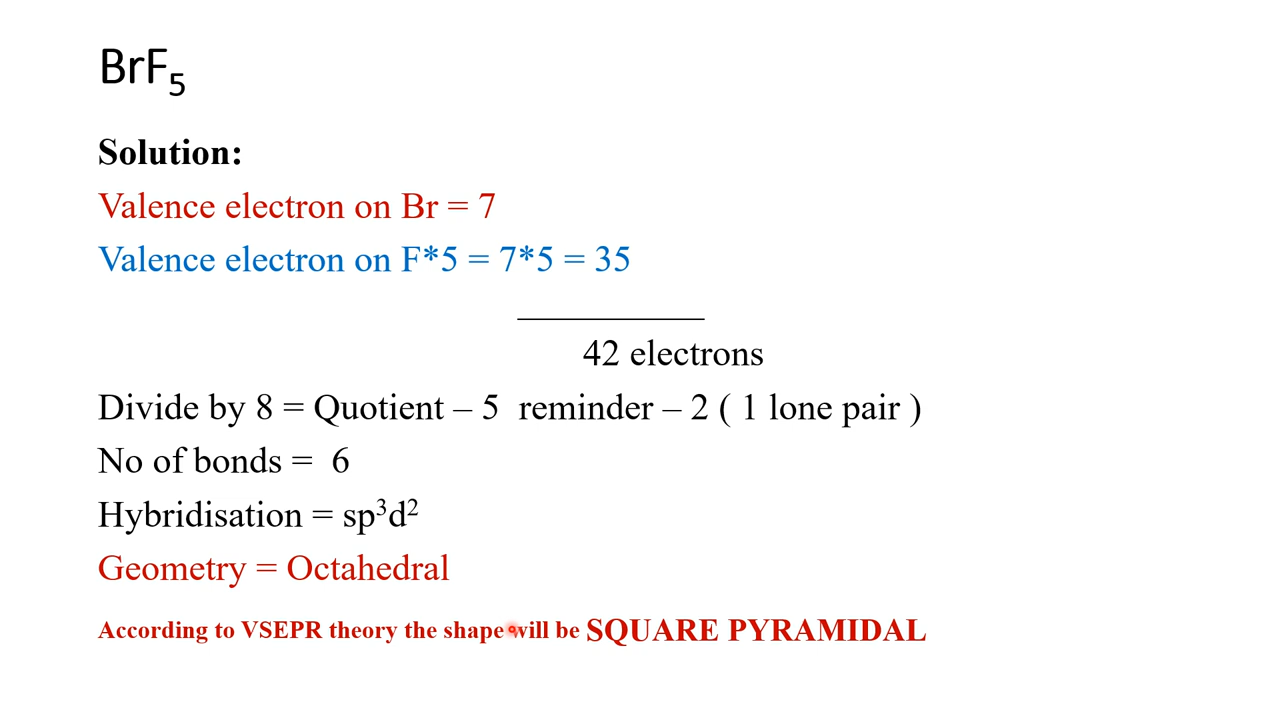 BrF₅
Solution:
Valence electron on Br = 7
Valence electron on F*5 = 7*5 = 35
42 electrons
Divide by 8 = Quotient – 5 reminder – 2 ( 1 lone pair )
No of bonds = 6
Hybridisation = sp³d²
Geometry = Octahedral
According to VSEPR theory the shape will be SQUARE PYRAMIDAL